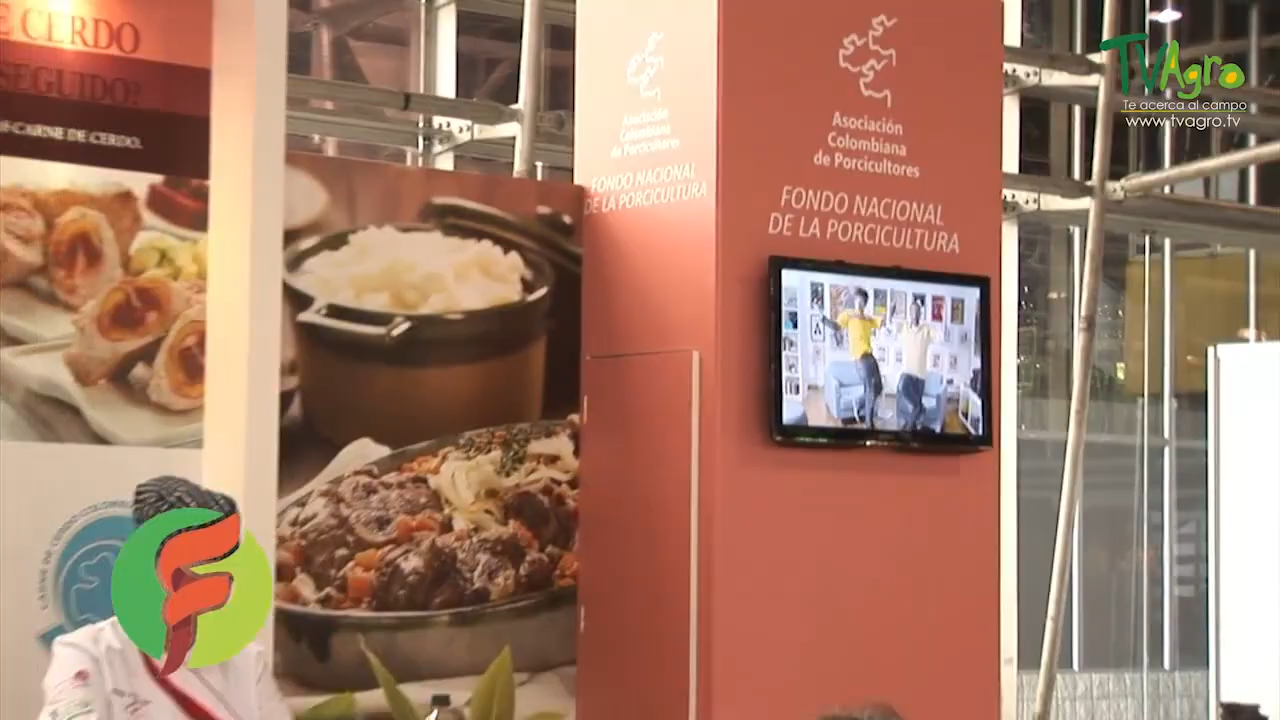 E CERDO
SEGUIDO?
CARNE DE CERDO.
Asociación
Colombiana
de Porcicultores
FONDO NACIONAL
DE LA PORCICULTURA
Asociación
Colombiana
de Porcicultores
FONDO NACIONAL
DE LA PORCICULTURA
TVAgro
Te acerca al campo
www.tvagro.tv
F